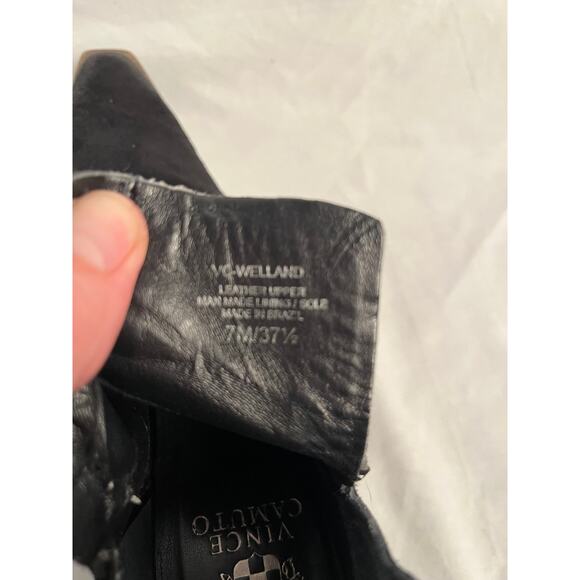 VC-WELLAND
LEATHER UPPER
MAN MADE LINING / SOLE
MADE IN BRAZIL
7M/37½
VINCE
CAMUTO